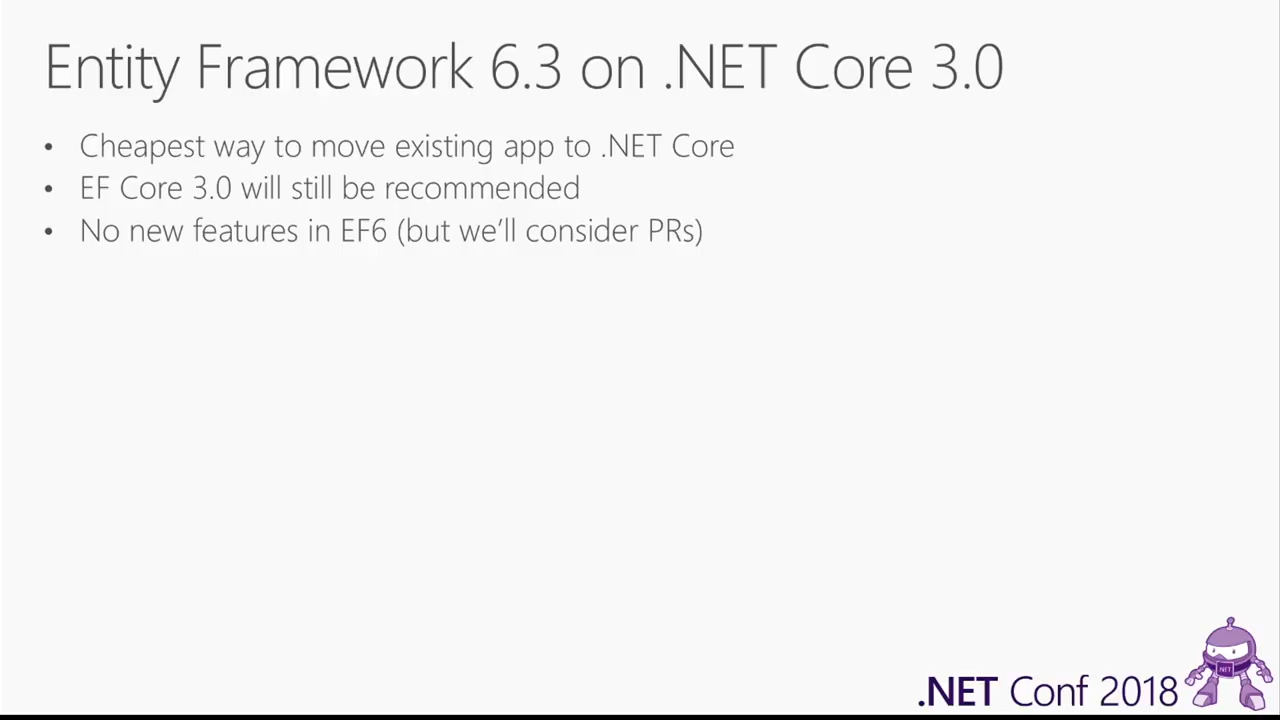 Entity Framework 6.3 on .NET Core 3.0
• Cheapest way to move existing app to .NET Core
• EF Core 3.0 will still be recommended
• No new features in EF6 (but we’ll consider PRs)
.NET Conf 2018
.NET